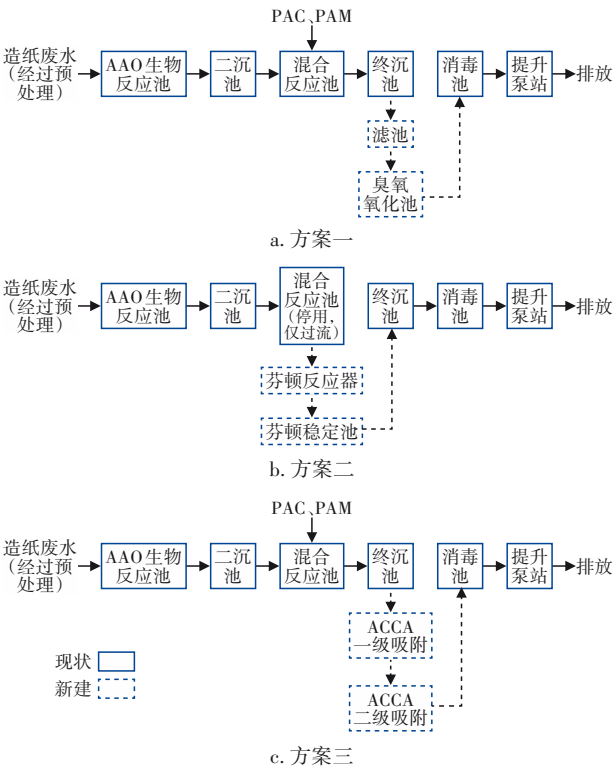 PAC、PAM
造纸废水
(经过预
处理)
AAO生物
反应池
二沉
池
混合
反应池
终沉
池
消毒
池
提升
泵站
排放
滤池
臭氧
氧化池
a. 方案一
造纸废水
(经过预
处理)
AAO生物
反应池
二沉
池
混合
反应池
(停用,
仅过流)
终沉
池
消毒
池
提升
泵站
排放
芬顿反应器
芬顿稳定池
b. 方案二
PAC、PAM
造纸废水
(经过预
处理)
AAO生物
反应池
二沉
池
混合
反应池
终沉
池
消毒
池
提升
泵站
排放
ACCA
一级吸附
ACCA
二级吸附
现状
新建
c. 方案三